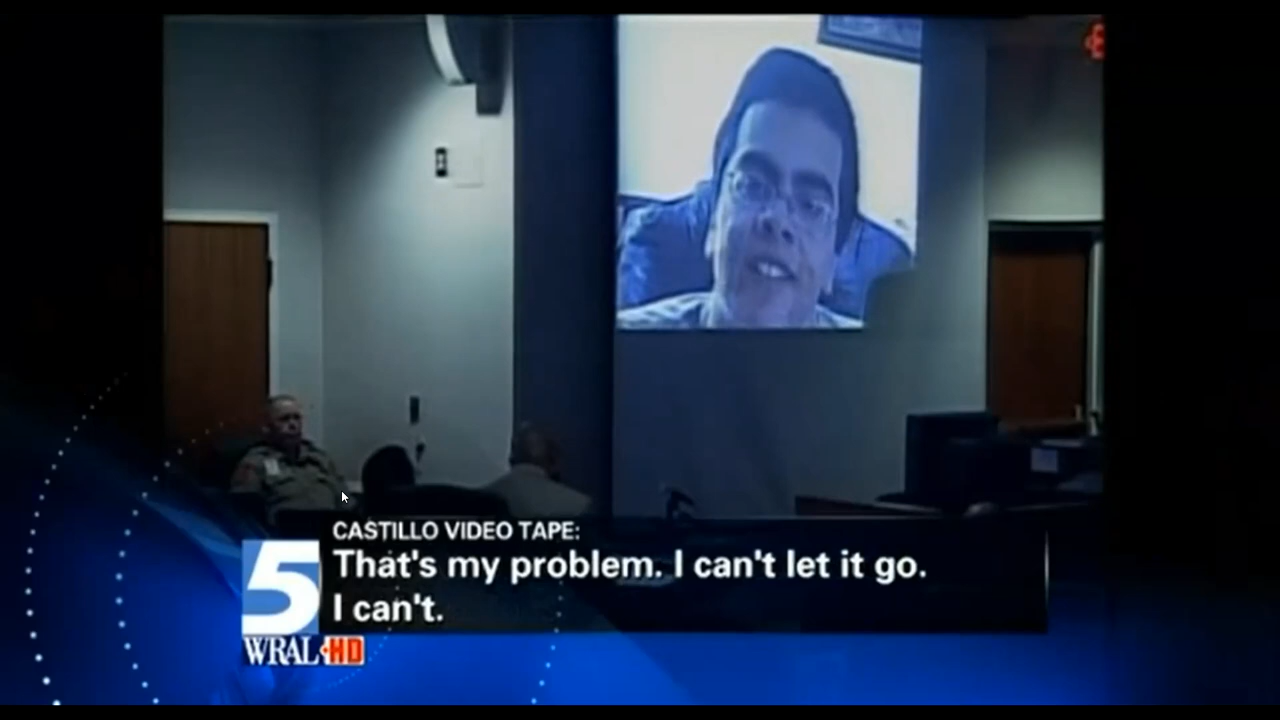 CASTILLO VIDEO TAPE:
That's my problem. I can't let it go.
I can't.
5
WRAL HD